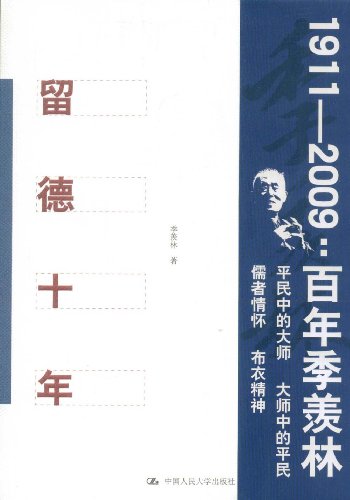 留德十年
季羡林 著
1911—2009：百年季羡林
平民中的大师 大师中的平民
儒者情怀 布衣精神
中国人民大学出版社